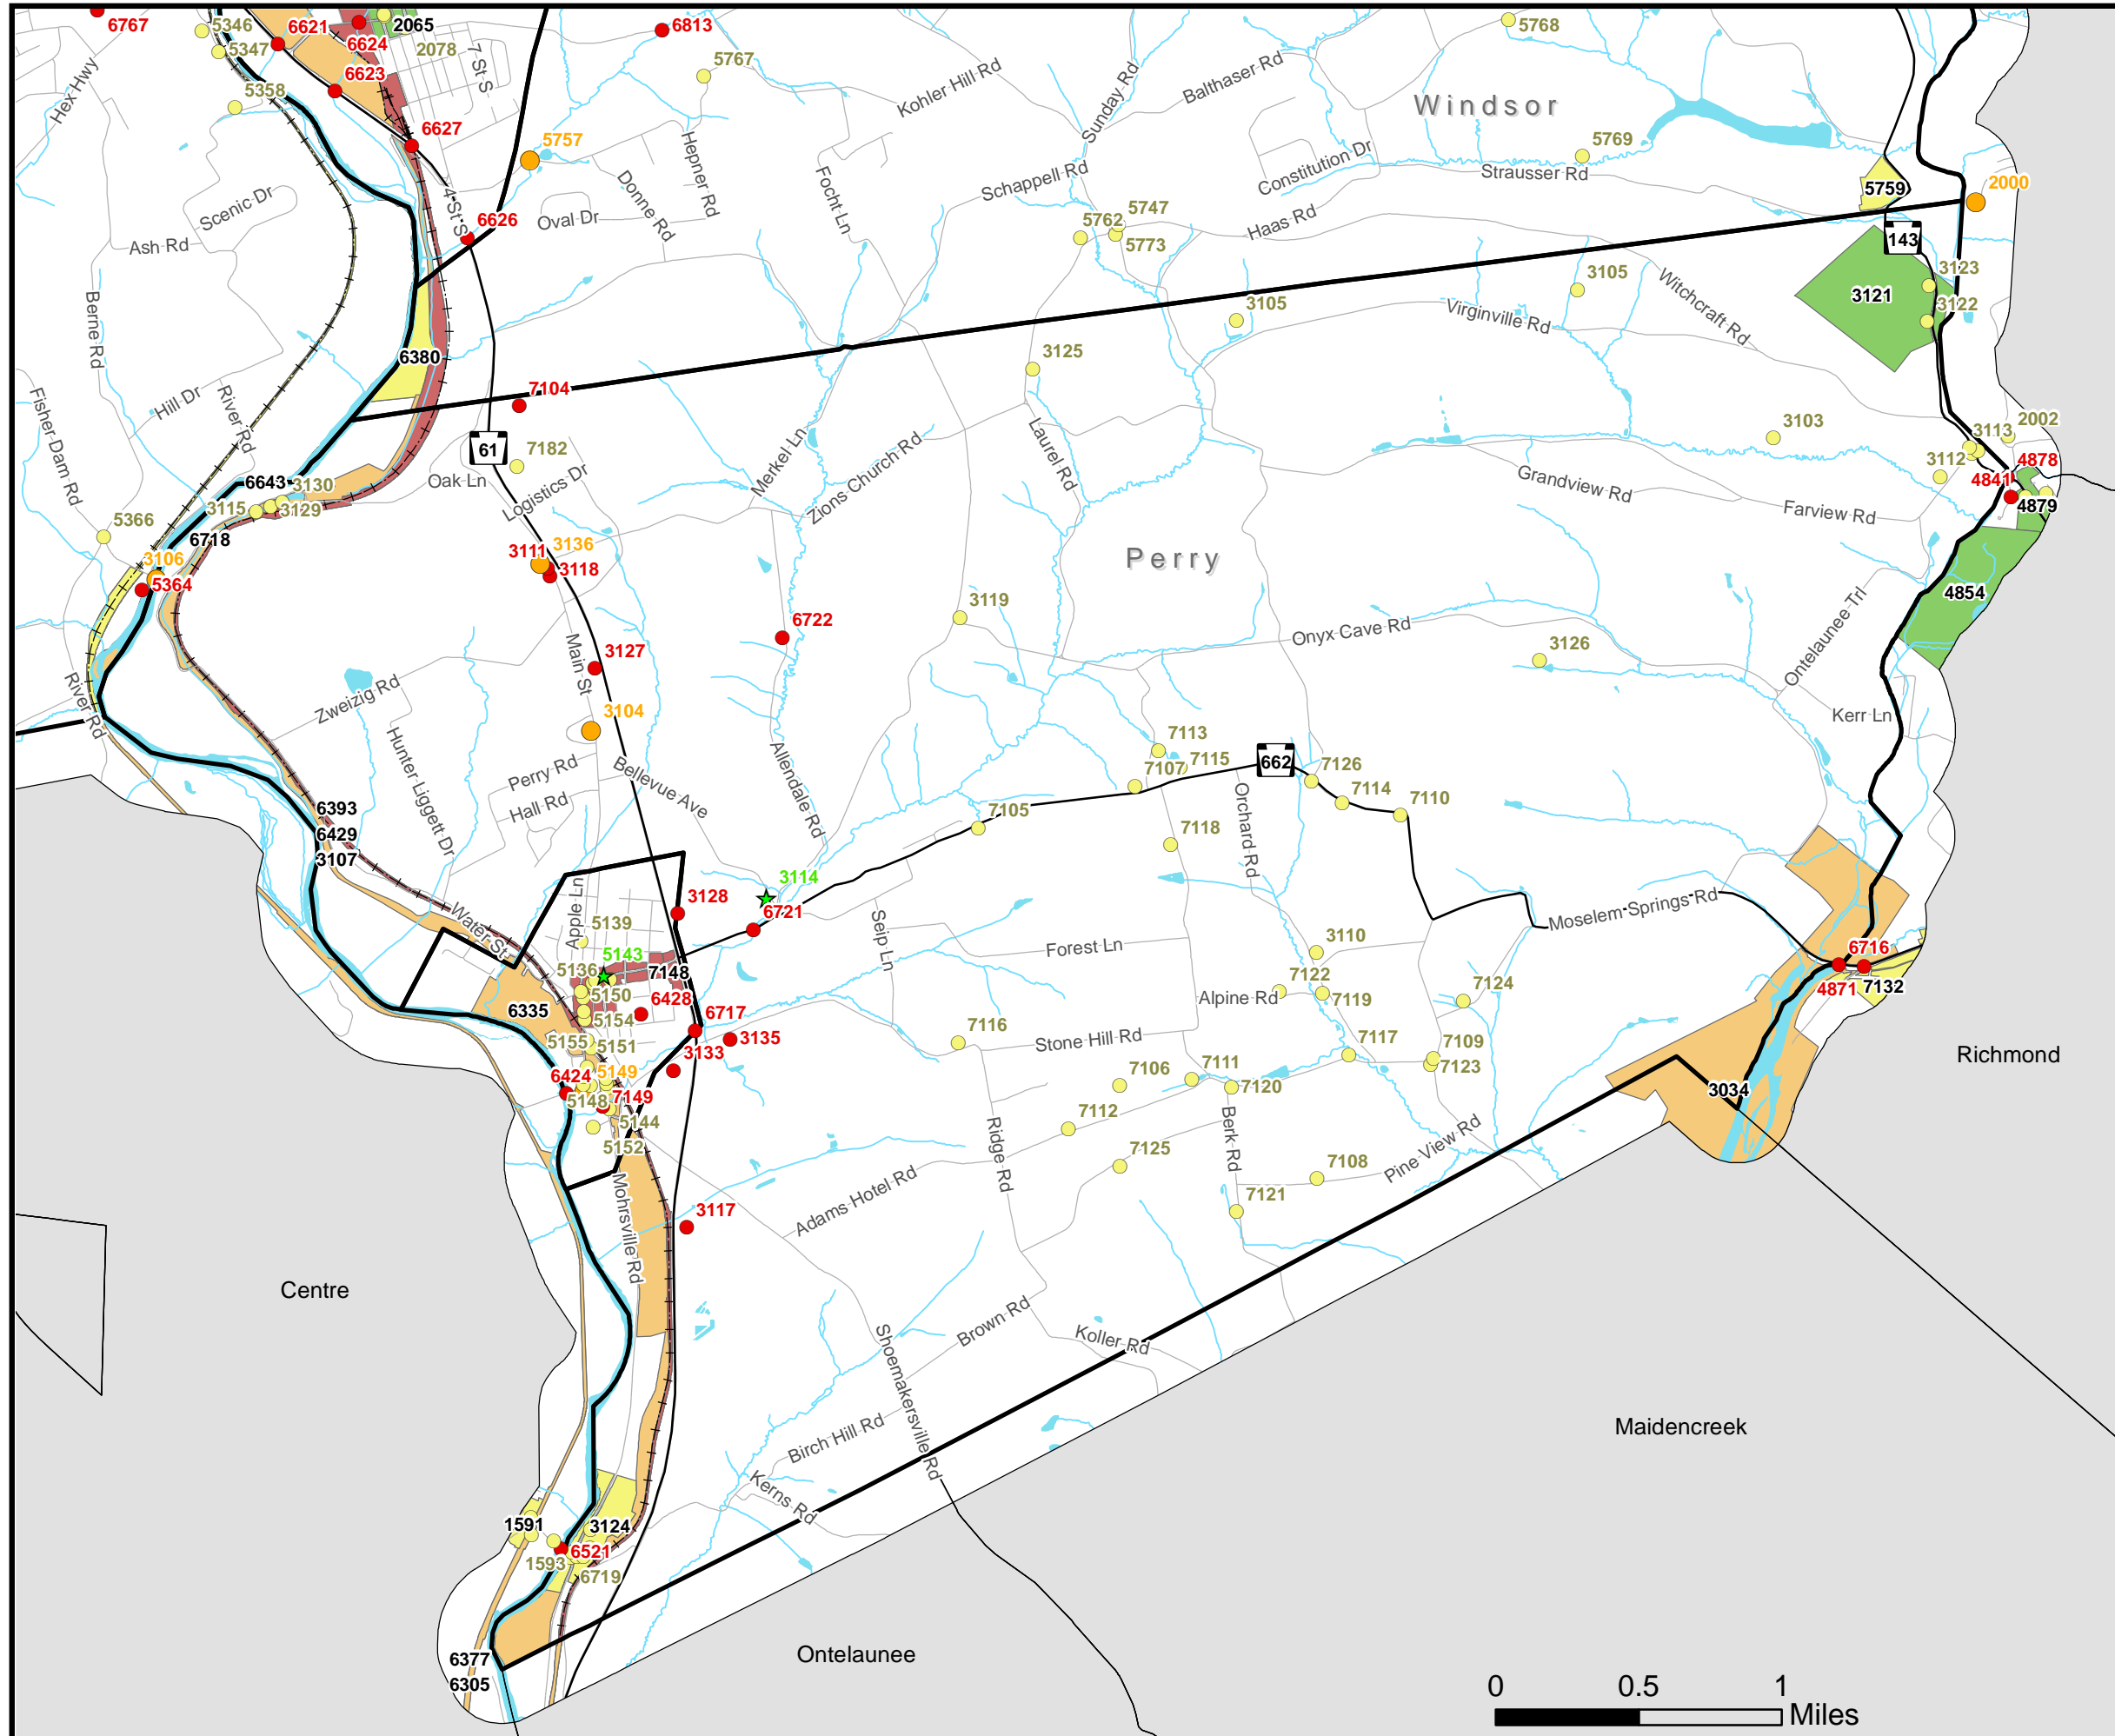 6767
5346
6621
2065
6813
5768
5347
6624
2078
7 St S
5767
Kohler Hill Rd
Sunday Rd
Balthaser Rd
Hex Hwy
5358
6623
Windsor
6627
5757
Hepner Rd
Donne Rd
Focht Ln
Schappell Rd
Constitution Dr
5769
Strausser Rd
5759
2000
Scenic Dr
Ash Rd
4 St S
6626
Oval Dr
5762
5747
5773
Haas Rd
143
3123
3122
3121
3105
3105
Witchcraft Rd
Virginville Rd
Berne Rd
6380
3125
7104
Hill Dr
River Rd
Fisher Dam Rd
61
7182
Oak Ln
Logistics Dr
Merkel Ln
Zions Church Rd
Laurel Rd
3103
2002
3113
3112
4878
4841
4879
Grandview Rd
Farview Rd
6643
3130
3115
3129
5366
6718
3106
5364
3111
3136
3118
Perry
4854
3119
6722
Onyx Cave Rd
Ontelaunee Trl
3127
Main St
3126
River Rd
Zweizig Rd
3104
Kerr Ln
Hunter Liggett Dr
Perry Rd
Hall Rd
Bellevue Ave
Allendale Rd
7113
7115
7107
662
7126
7114
7110
7105
7118
Orchard Rd
6393
6429
3107
3114
3128
6721
Apple Ln
Water St
Seip Ln
Moselem Springs Rd
5139
5143
5136
7148
Forest Ln
3110
6716
5150
6428
6335
5154
7122
Alpine Rd
7119
7124
4871
7132
6717
3135
3133
5155
5151
7116
Stone Hill Rd
7117
7109
7123
Richmond
6424
5149
5148
7149
5144
5152
7106
7111
7120
7112
3034
Ridge Rd
Berk Rd
7125
7108
Pine View Rd
7121
Adams Hotel Rd
3117
Mohrsville Rd
Centre
Brown Rd
Koller Rd
Shoemakersville Rd
Birch Hill Rd
Kerns Rd
Maidencreek
1591
3124
1593
6521
6719
Ontelaunee
6377
6305
0 0.5 1
Miles